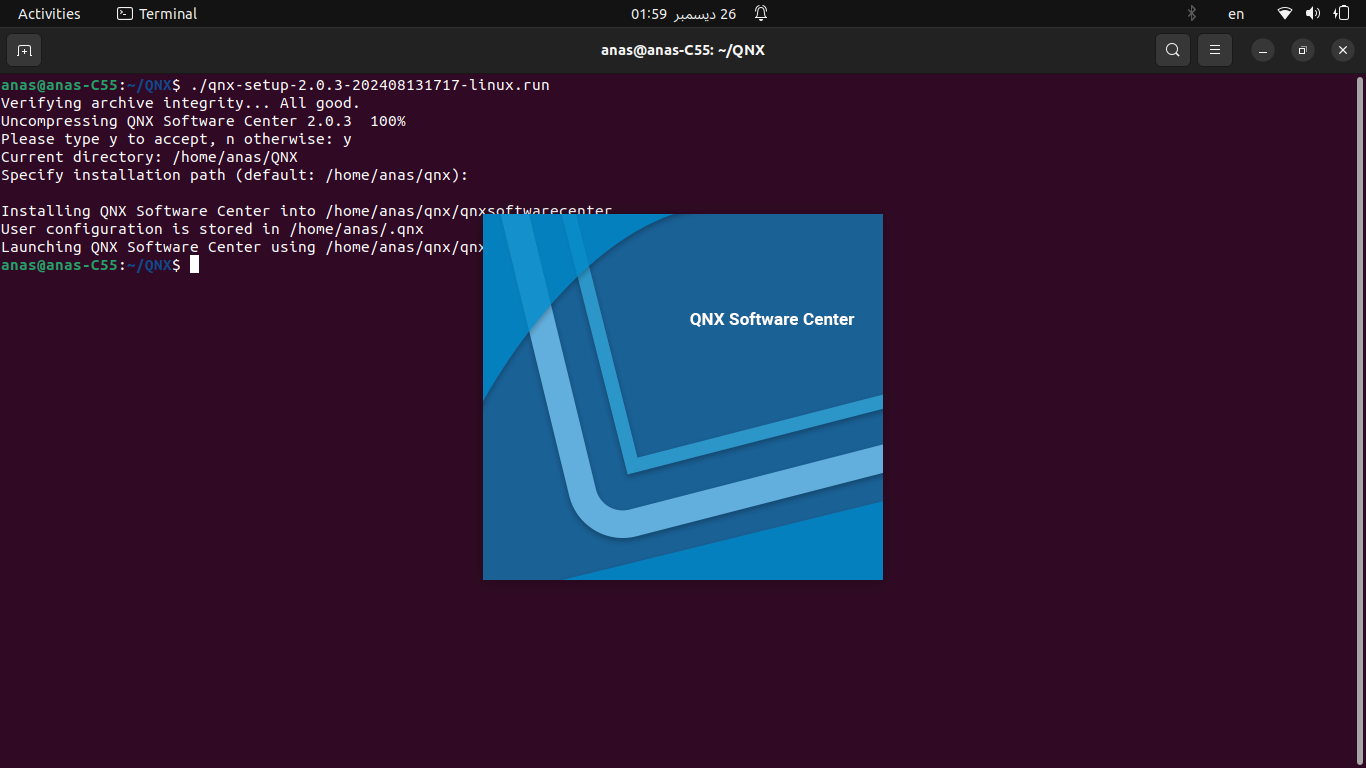 Activities Terminal 01:59 ديسمبر 26 en
anas@anas-C55: ~/QNX
anas@anas-C55:~/QNX$ ./qnx-setup-2.0.3-202408131717-linux.run
Verifying archive integrity... All good.
Uncompressing QNX Software Center 2.0.3  100%
Please type y to accept, n otherwise: y
Current directory: /home/anas/QNX
Specify installation path (default: /home/anas/qnx):
Installing QNX Software Center into /home/anas/qnx/qnxsoftwarecenter
User configuration is stored in /home/anas/.qnx
Launching QNX Software Center using /home/anas/qnx/qnx
anas@anas-C55:~/QNX$
QNX Software Center